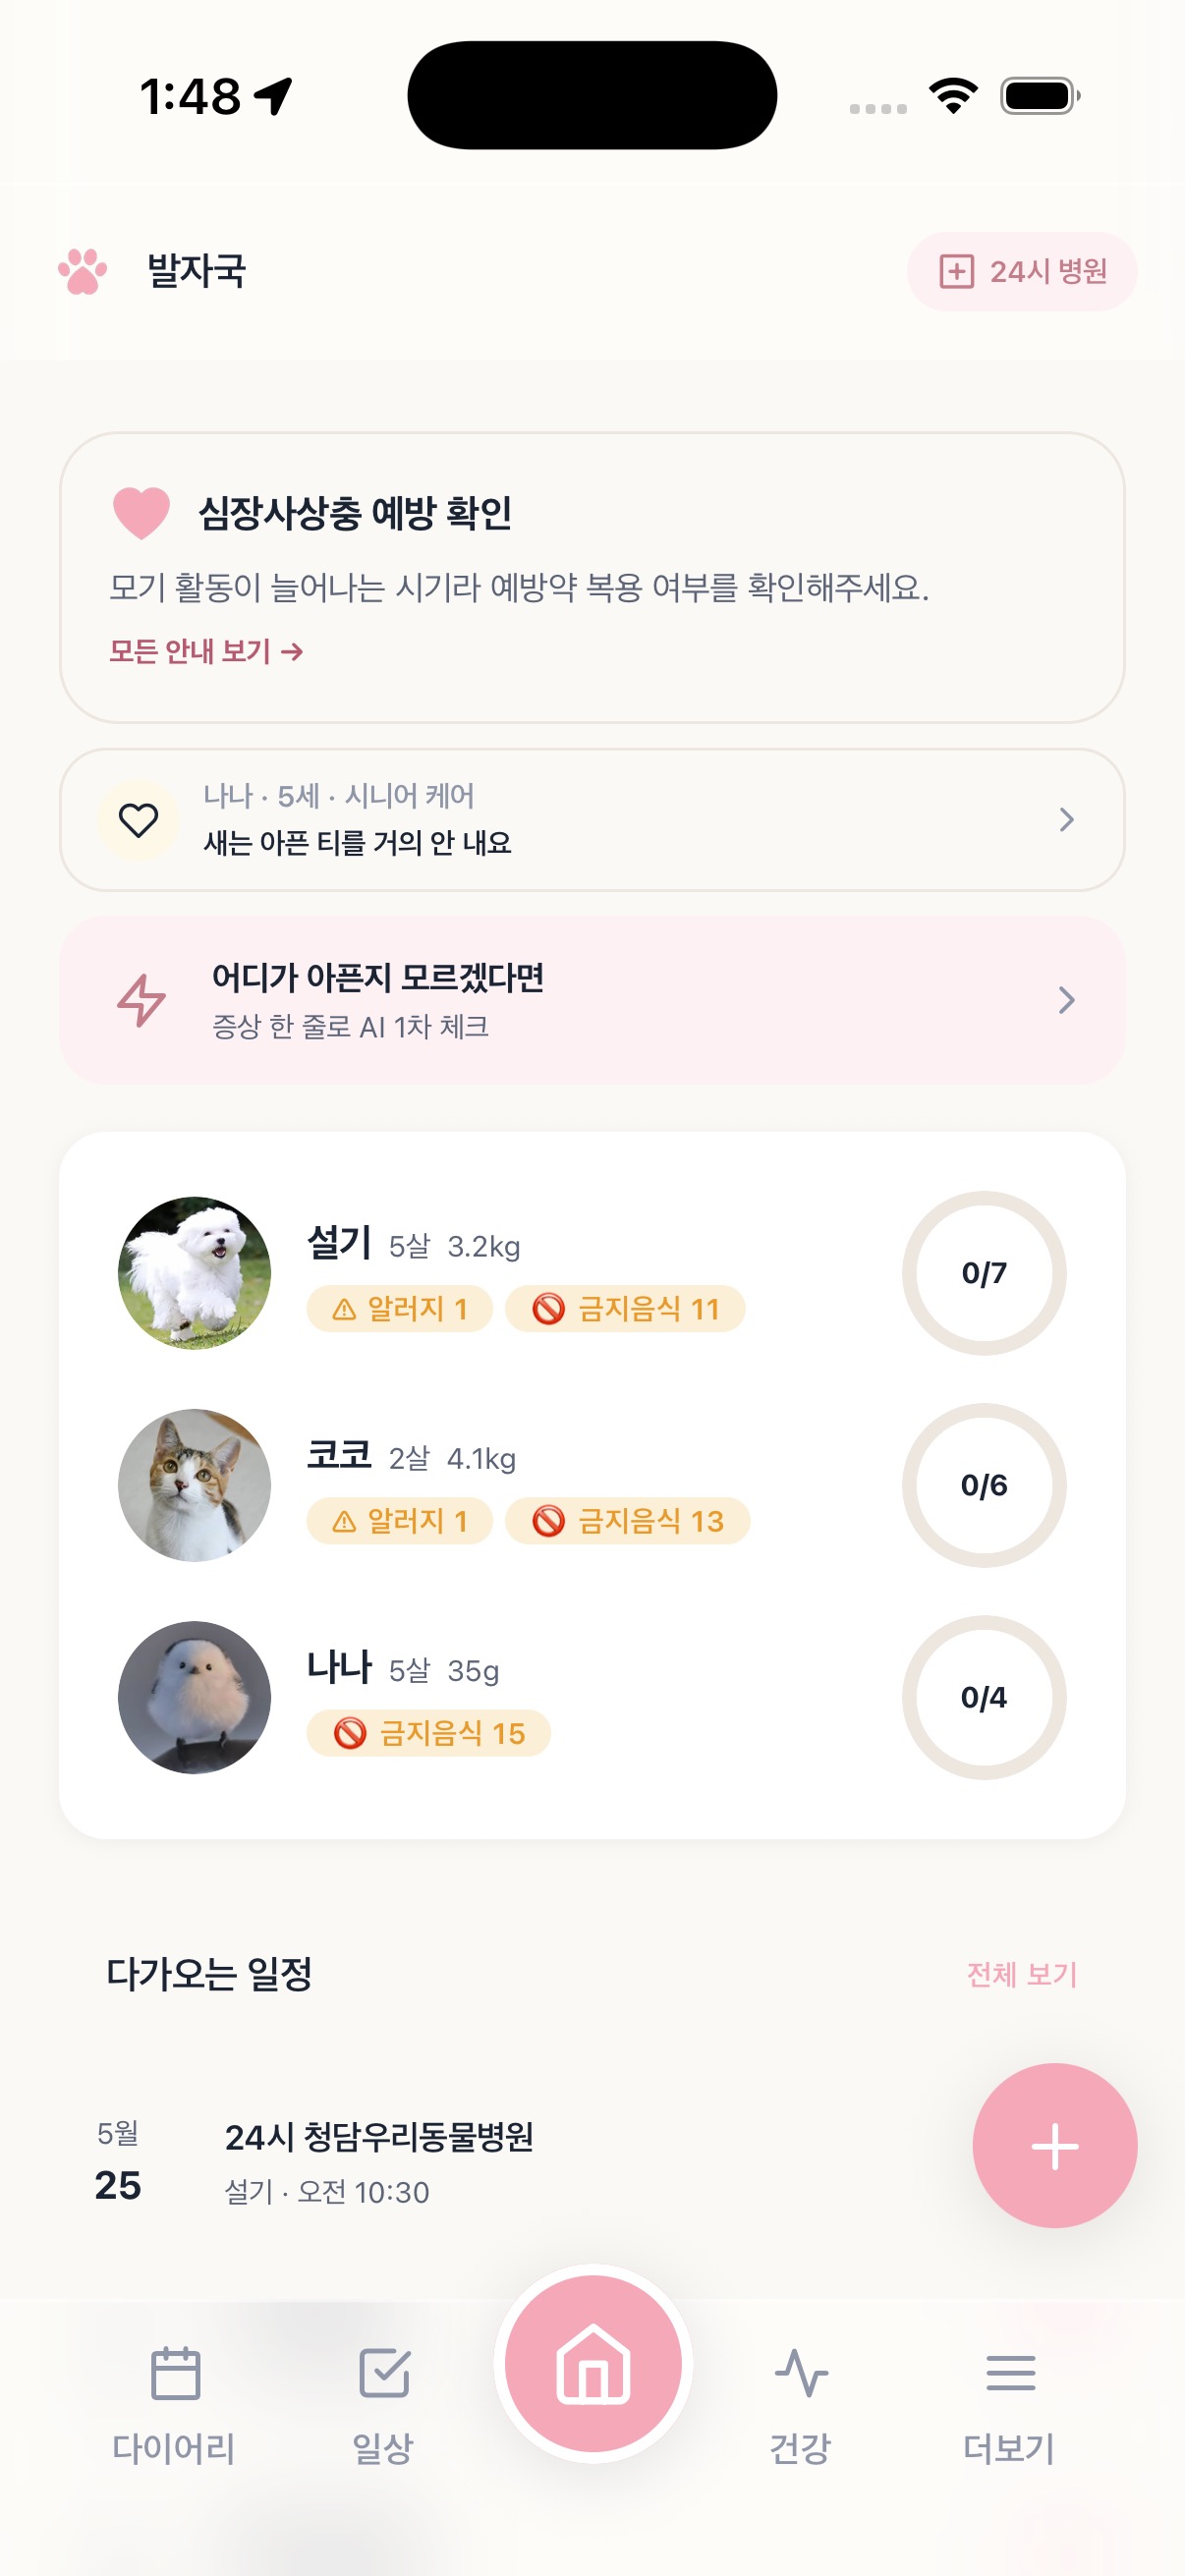 1:48
발자국
24시 병원
심장사상충 예방 확인
모기 활동이 늘어나는 시기라 예방약 복용 여부를 확인해주세요.
모든 안내 보기 →
나나 · 5세 · 시니어 케어
새는 아픈 티를 거의 안 내요
어디가 아픈지 모르겠다면
증상 한 줄로 AI 1차 체크
설기 5살 3.2kg
알러지 1
금지음식 11
0/7
코코 2살 4.1kg
알러지 1
금지음식 13
0/6
나나 5살 35g
금지음식 15
0/4
다가오는 일정
전체 보기
5월
25
24시 청담우리동물병원
설기 · 오전 10:30
다이어리
일상
건강
더보기